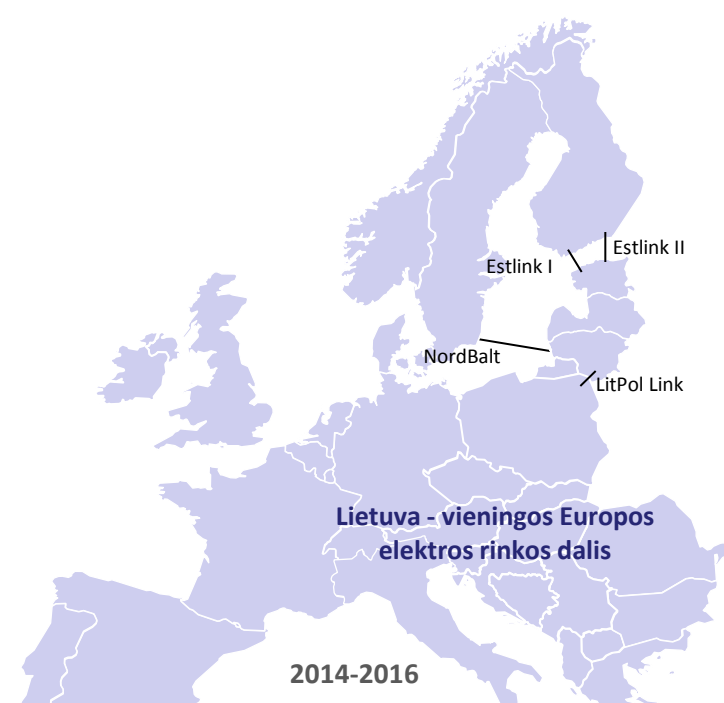 Estlink II
Estlink I
NordBalt
LitPol Link
Lietuva - vieningos Europos
elektros rinkos dalis
2014-2016